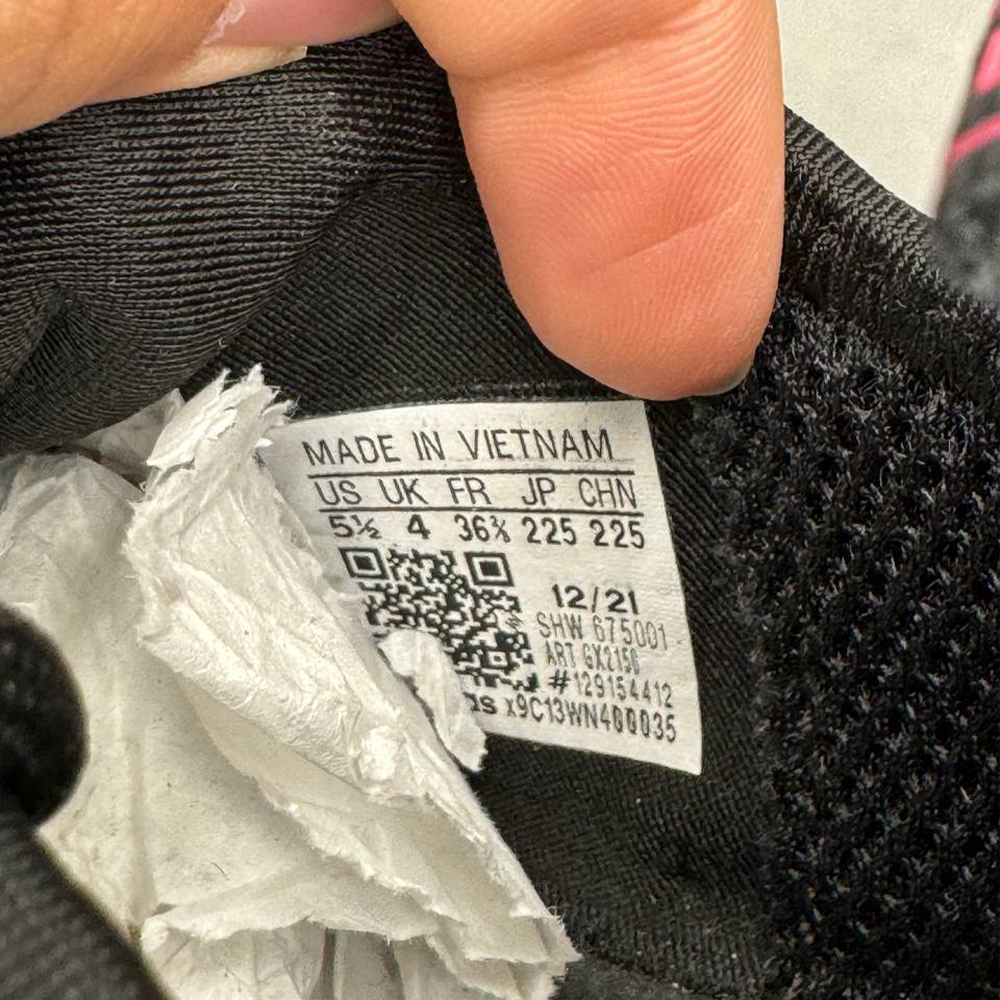 MADE IN VIETNAM
US UK FR JP CHN
5½ 4 36⅔ 225 225
12/21
SHW 675001
ART GX2156
#129154412
x9C13WN400035